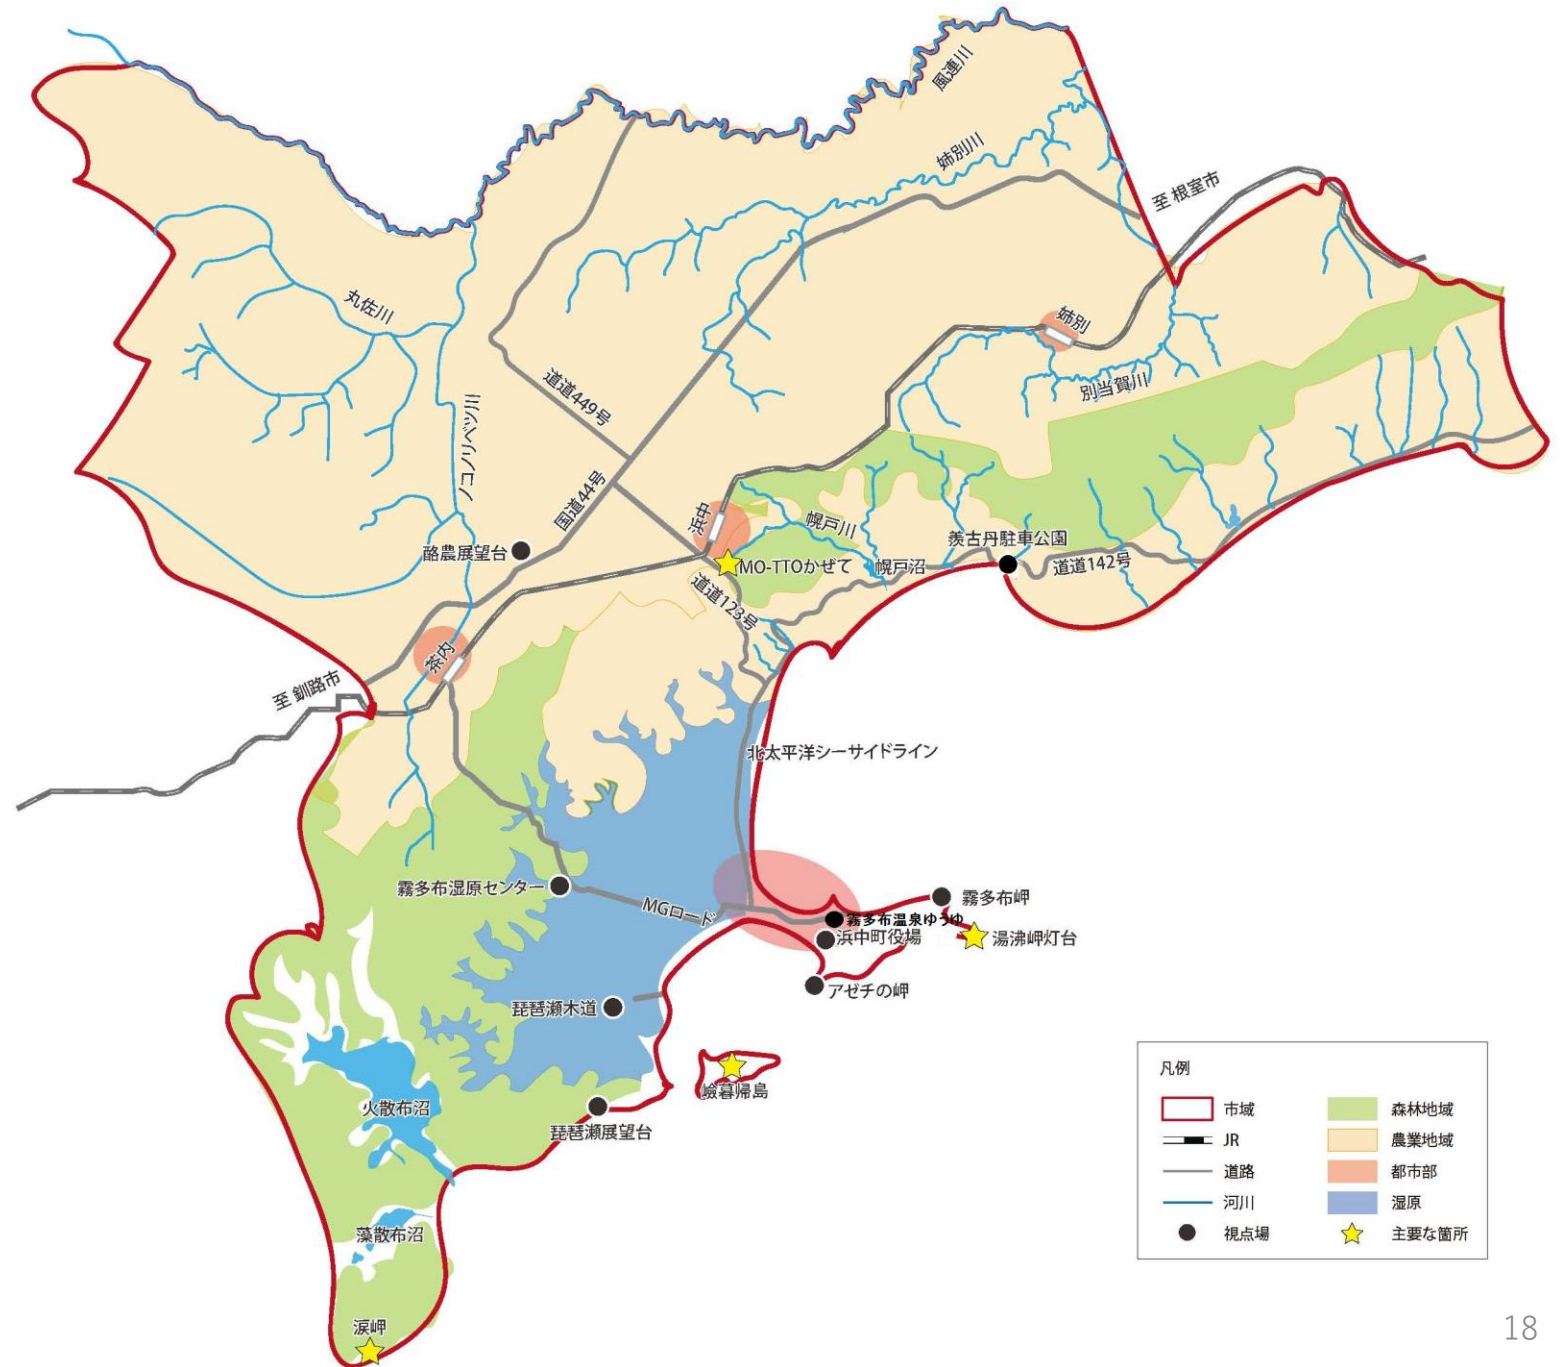 風連川
姉別川
至 根室市
丸佐川
姉別
別当賀川
道道449号
ノコノリベツ川
国道44号
浜中
幌戸川
羨古丹駐車公園
酪農展望台
MO-TTOかぜて
幌戸沼
道道142号
道道123号
茶内
至 釧路市
北太平洋シーサイドライン
霧多布湿原センター
MGロード
霧多布岬
霧多布温泉ゆうゆ
浜中町役場
湯沸岬灯台
アゼチの岬
琵琶瀬木道
嶮暮帰島
火散布沼
琵琶瀬展望台
藻散布沼
涙岬
凡例
市域
森林地域
JR
農業地域
道路
都市部
河川
湿原
視点場
主要な箇所
18